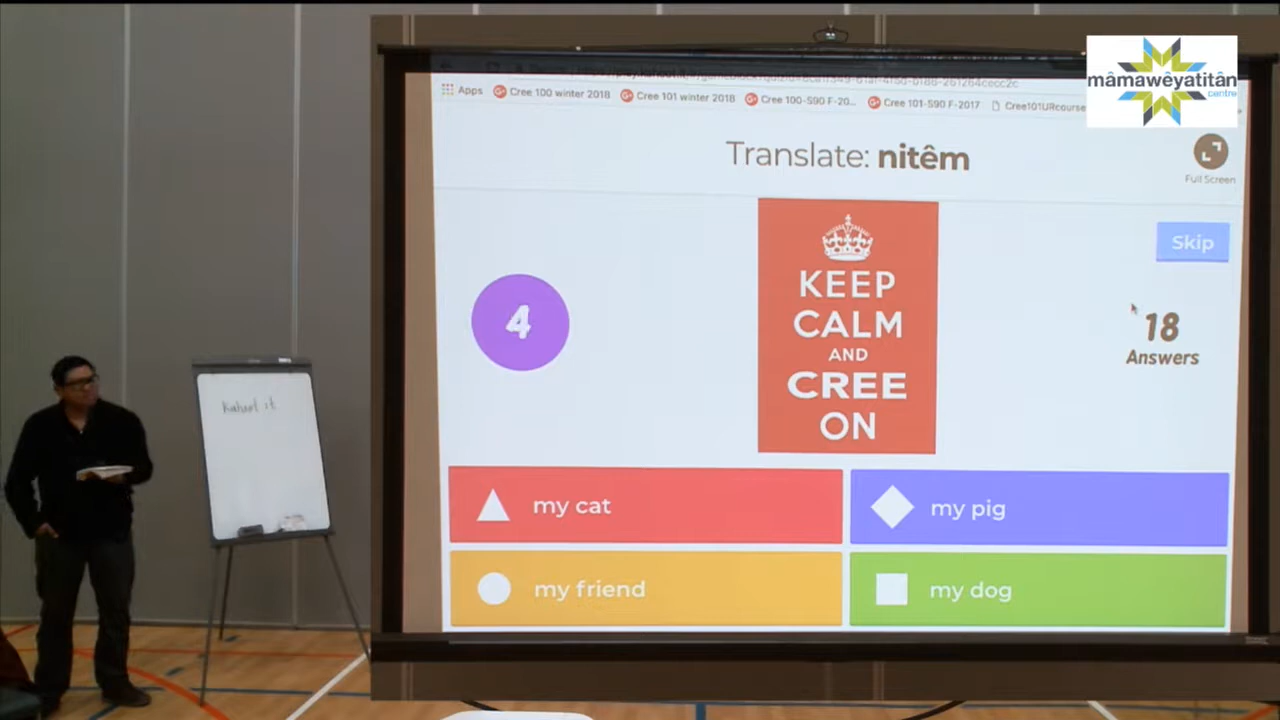 mâmawêyatitân
centre
Apps Cree 100 winter 2018 Cree 101 winter 2018 Cree 100-S90 F-20... Cree 101-S90 F-2017 Cree101URcourse
Translate: nitêm
Full Screen
Skip
4
KEEP
CALM
AND
CREE
ON
18
Answers
my cat
my pig
my friend
my dog
Kahoot it